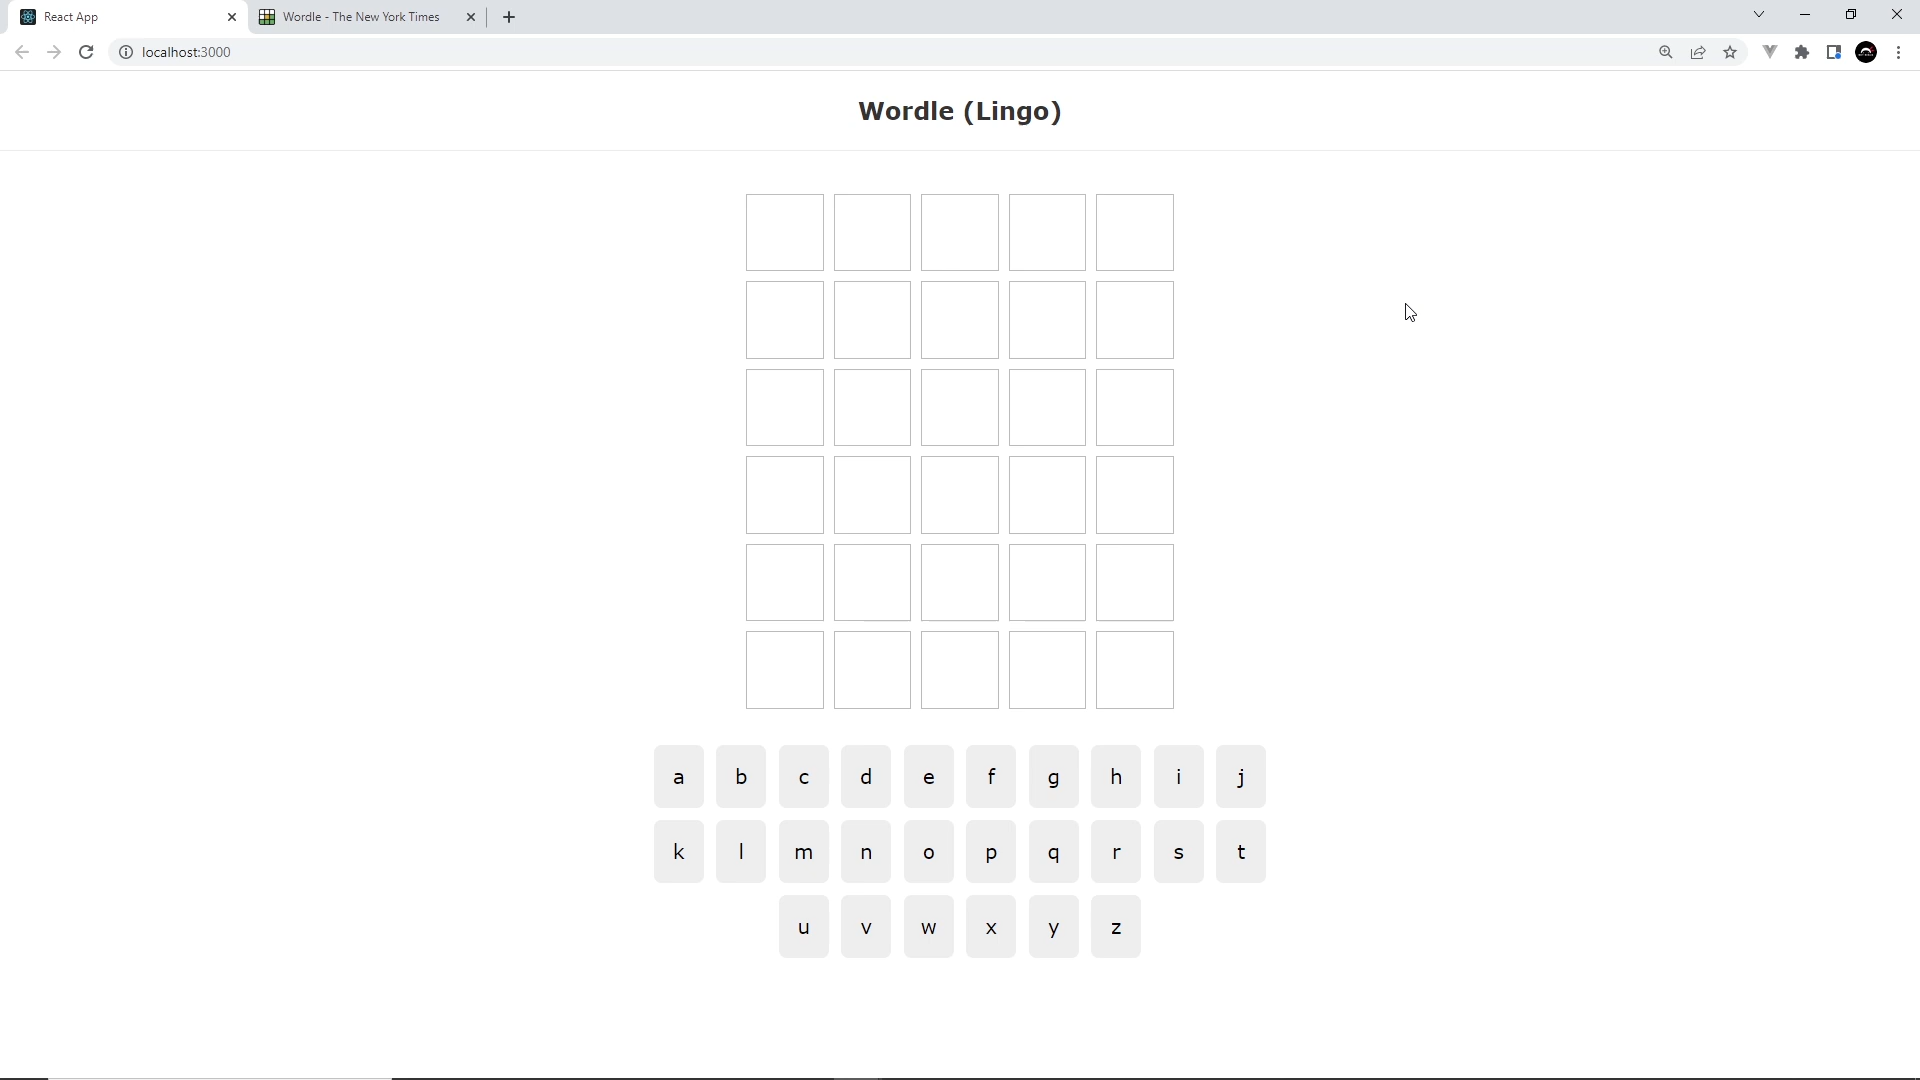 React App
Wordle - The New York Times
localhost:3000
Wordle (Lingo)
a b c d e f g h i j
k l m n o p q r s t
u v w x y z